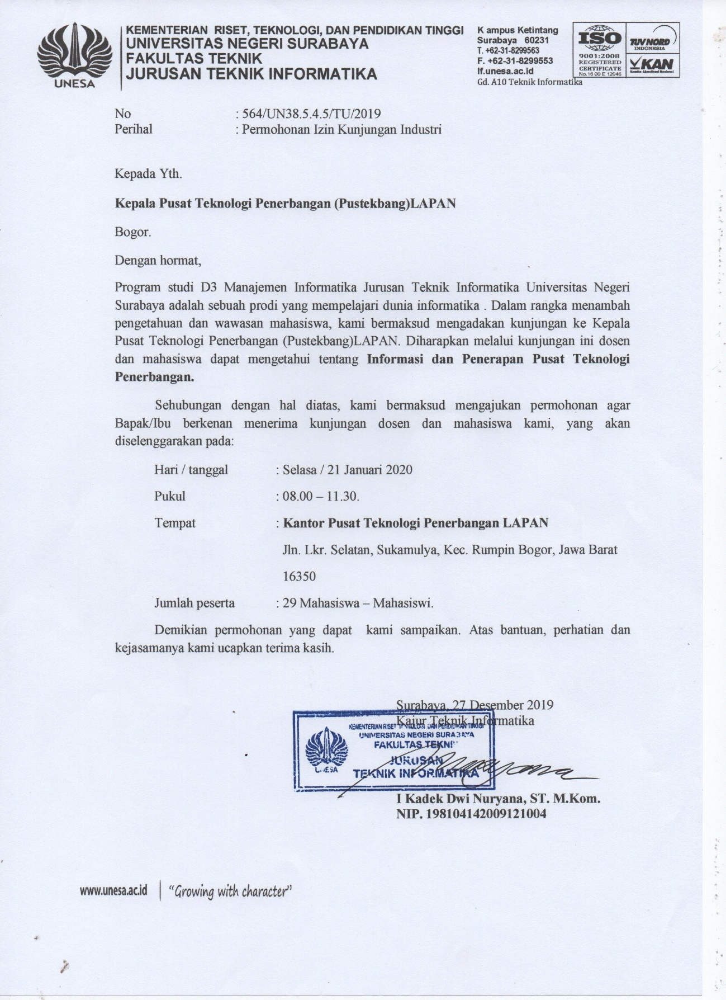 KEMENTERIAN RISET, TEKNOLOGI, DAN PENDIDIKAN TINGGI
UNIVERSITAS NEGERI SURABAYA
FAKULTAS TEKNIK
JURUSAN TEKNIK INFORMATIKA
UNESA
K ampus Ketintang
Surabaya 60231
T. +62-31-8299563
F. +62-31-8299553
If.unesa.ac.id
Gd. A10 Teknik Informatika
ISO
9001:2008
REGISTERED
CERTIFICATE
No.16 00 E 12046
TUV NORD
INDONESIA
KAN
Komite Akreditasi Nasional
No : 564/UN38.5.4.5/TU/2019
Perihal : Permohonan Izin Kunjungan Industri
Kepada Yth.
Kepala Pusat Teknologi Penerbangan (Pustekbang)LAPAN
Bogor.
Dengan hormat,
Program studi D3 Manajemen Informatika Jurusan Teknik Informatika Universitas Negeri
Surabaya adalah sebuah prodi yang mempelajari dunia informatika . Dalam rangka menambah
pengetahuan dan wawasan mahasiswa, kami bermaksud mengadakan kunjungan ke Kepala
Pusat Teknologi Penerbangan (Pustekbang)LAPAN. Diharapkan melalui kunjungan ini dosen
dan mahasiswa dapat mengetahui tentang Informasi dan Penerapan Pusat Teknologi
Penerbangan.
Sehubungan dengan hal diatas, kami bermaksud mengajukan permohonan agar
Bapak/Ibu berkenan menerima kunjungan dosen dan mahasiswa kami, yang akan
diselenggarakan pada:
Hari / tanggal : Selasa / 21 Januari 2020
Pukul : 08.00 – 11.30.
Tempat : Kantor Pusat Teknologi Penerbangan LAPAN
Jln. Lkr. Selatan, Sukamulya, Kec. Rumpin Bogor, Jawa Barat
16350
Jumlah peserta : 29 Mahasiswa – Mahasiswi.
Demikian permohonan yang dapat kami sampaikan. Atas bantuan, perhatian dan
kejasamanya kami ucapkan terima kasih.
Surabaya, 27 Desember 2019
Kajur Teknik Informatika
KEMENTERIAN RISET TEKNOLOGI DAN PENDIDIKAN TINGGI
UNIVERSITAS NEGERI SURABAYA
FAKULTAS TEKNIK
JURUSAN
TEKNIK INFORMATIKA
UNESA
I Kadek Dwi Nuryana, ST. M.Kom.
NIP. 198104142009121004
www.unesa.ac.id
"Growing with character"